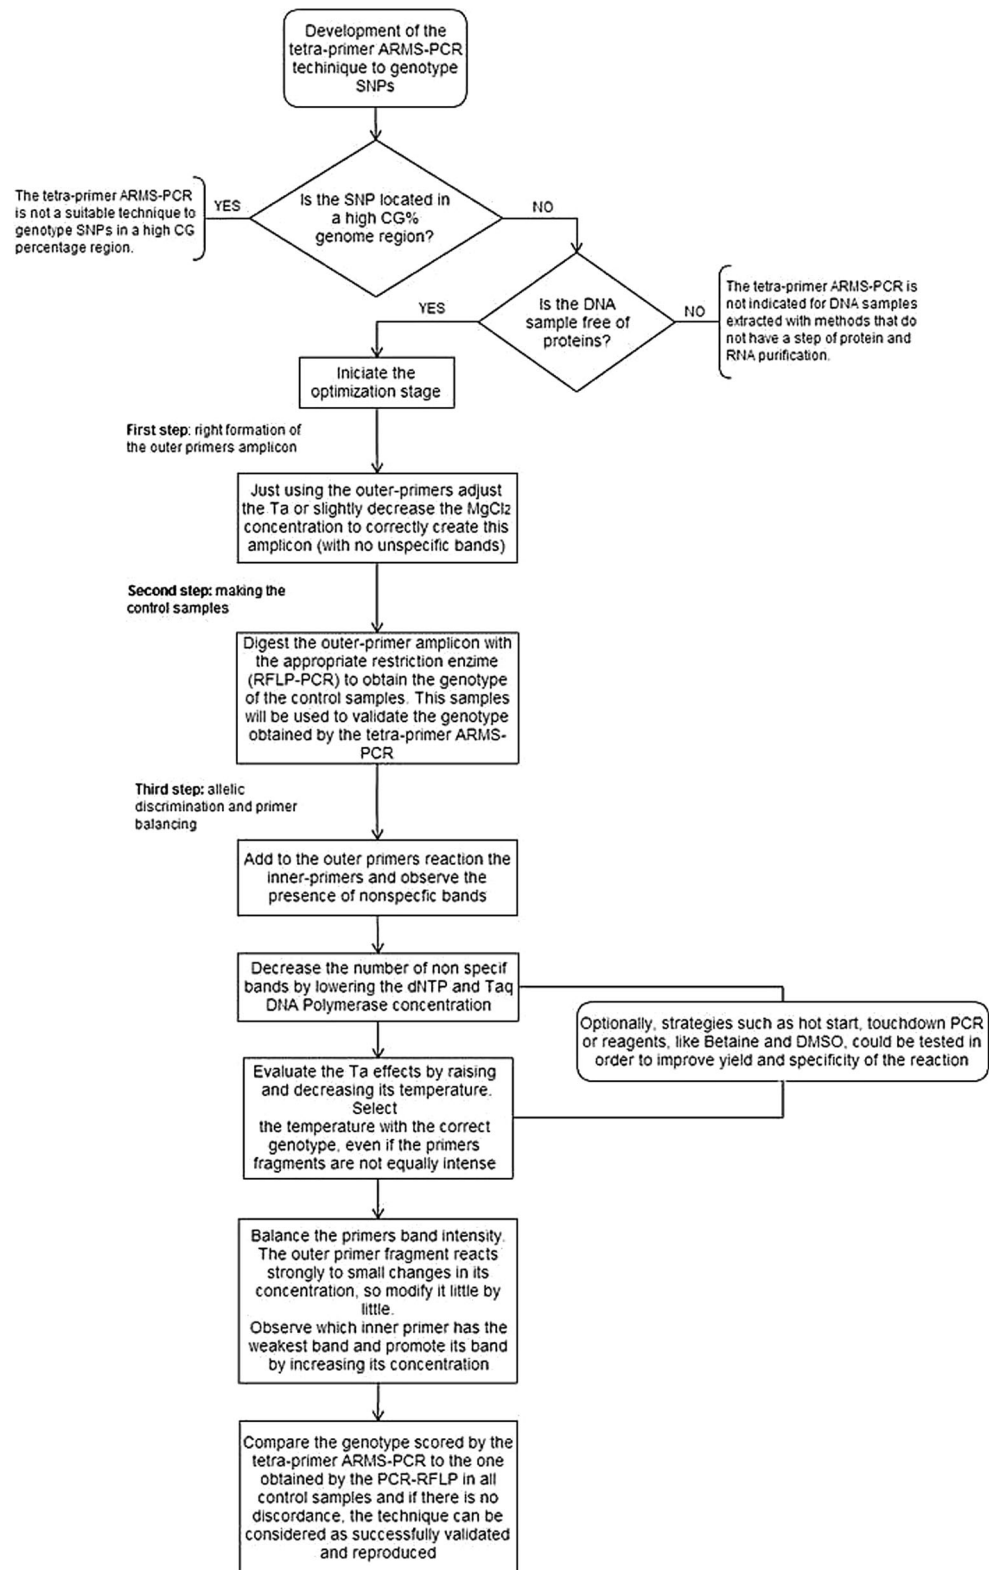 Development of the
tetra-primer ARMS-PCR
techinique to genotype
SNPs
The tetra-primer ARMS-PCR
is not a suitable technique to
genotype SNPs in a high CG
percentage region.
YES
Is the SNP located in
a high CG%
genome region?
NO
YES
Is the DNA
sample free of
proteins?
NO
The tetra-primer ARMS-PCR is
not indicated for DNA samples
extracted with methods that do
not have a step of protein and
RNA purification.
Iniciate the
optimization stage
First step: right formation of
the outer primers amplicon
Just using the outer-primers adjust
the Ta or slightly decrease the MgCl2
concentration to correctly create this
amplicon (with no unspecific bands)
Second step: making the
control samples
Digest the outer-primer amplicon with
the appropriate restriction enzime
(RFLP-PCR) to obtain the genotype
of the control samples. This samples
will be used to validate the genotype
obtained by the tetra-primer ARMS-
PCR
Third step: allelic
discrimination and primer
balancing
Add to the outer primers reaction the
inner-primers and observe the
presence of nonspecfic bands
Decrease the number of non specif
bands by lowering the dNTP and Taq
DNA Polymerase concentration
Optionally, strategies such as hot start, touchdown PCR
or reagents, like Betaine and DMSO, could be tested in
order to improve yield and specificity of the reaction
Evaluate the Ta effects by raising
and decreasing its temperature.
Select
the temperature with the correct
genotype, even if the primers
fragments are not equally intense
Balance the primers band intensity.
The outer primer fragment reacts
strongly to small changes in its
concentration, so modify it little by
little.
Observe which inner primer has the
weakest band and promote its band
by increasing its concentration
Compare the genotype scored by the
tetra-primer ARMS-PCR to the one
obtained by the PCR-RFLP in all
control samples and if there is no
discordance, the technique can be
considered as successfully validated
and reproduced